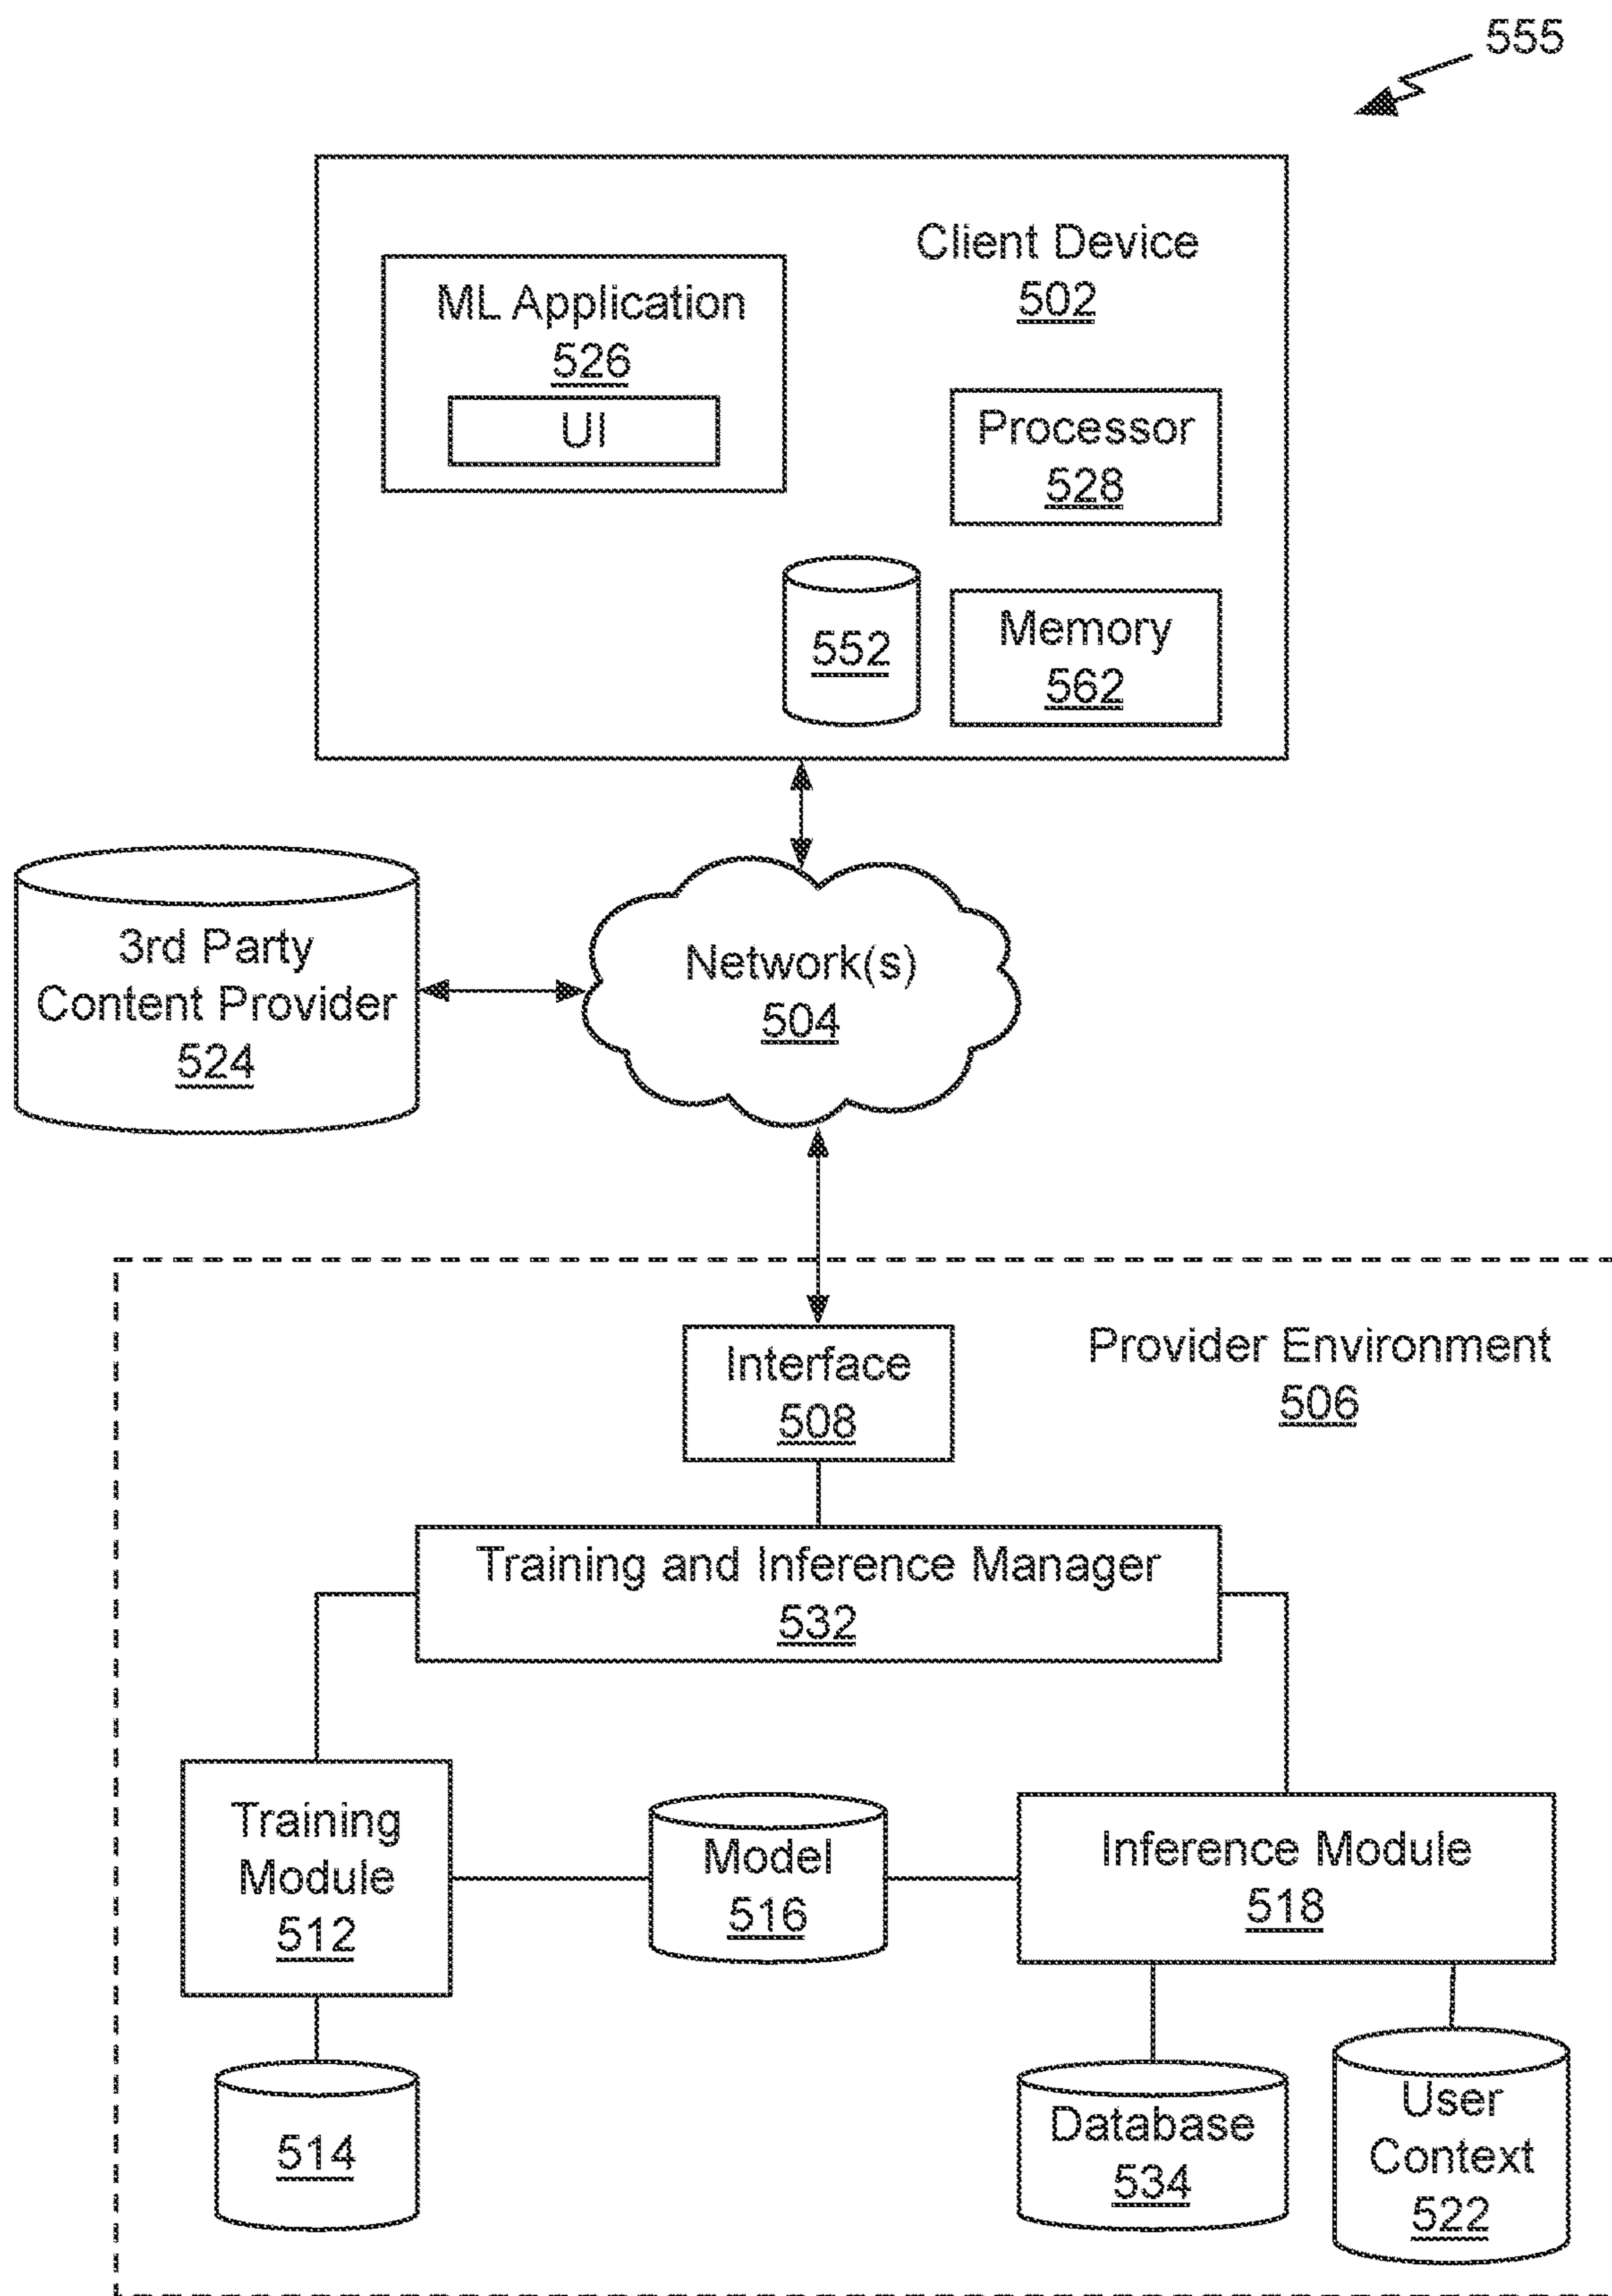 555
Client Device
502
ML Application
526
UI
Processor
528
552
Memory
562
3rd Party
Content Provider
524
Network(s)
504
Provider Environment
506
Interface
508
Training and Inference Manager
532
Training
Module
512
Model
516
Inference Module
518
514
Database
534
User
Context
522